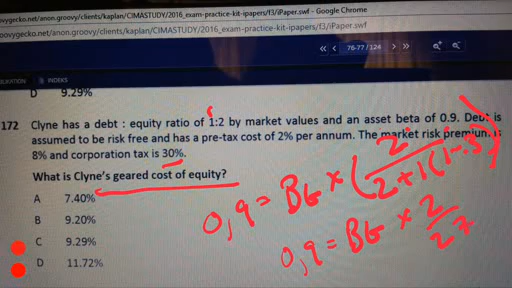 ovygecko.net/anon.groovy/clients/kaplan/CIMASTUDY/2016_exam-practice-kit-ipapers/f3/iPaper.swf - Google Chrome
ovygecko.net/anon.groovy/clients/kaplan/CIMASTUDY/2016_exam-practice-kit-ipapers/f3/iPaper.swf
76-77 / 124
INDEKS
D 9.29%
172 Clyne has a debt : equity ratio of 1:2 by market values and an asset beta of 0.9. Debt is
assumed to be risk free and has a pre-tax cost of 2% per annum. The market risk premium is
8% and corporation tax is 30%.
What is Clyne's geared cost of equity?
A 7.40%
B 9.20%
C 9.29%
D 11.72%
0,9 = BG × (2 / 2+1(1-.3))
0,9 = BG × 2 / 27